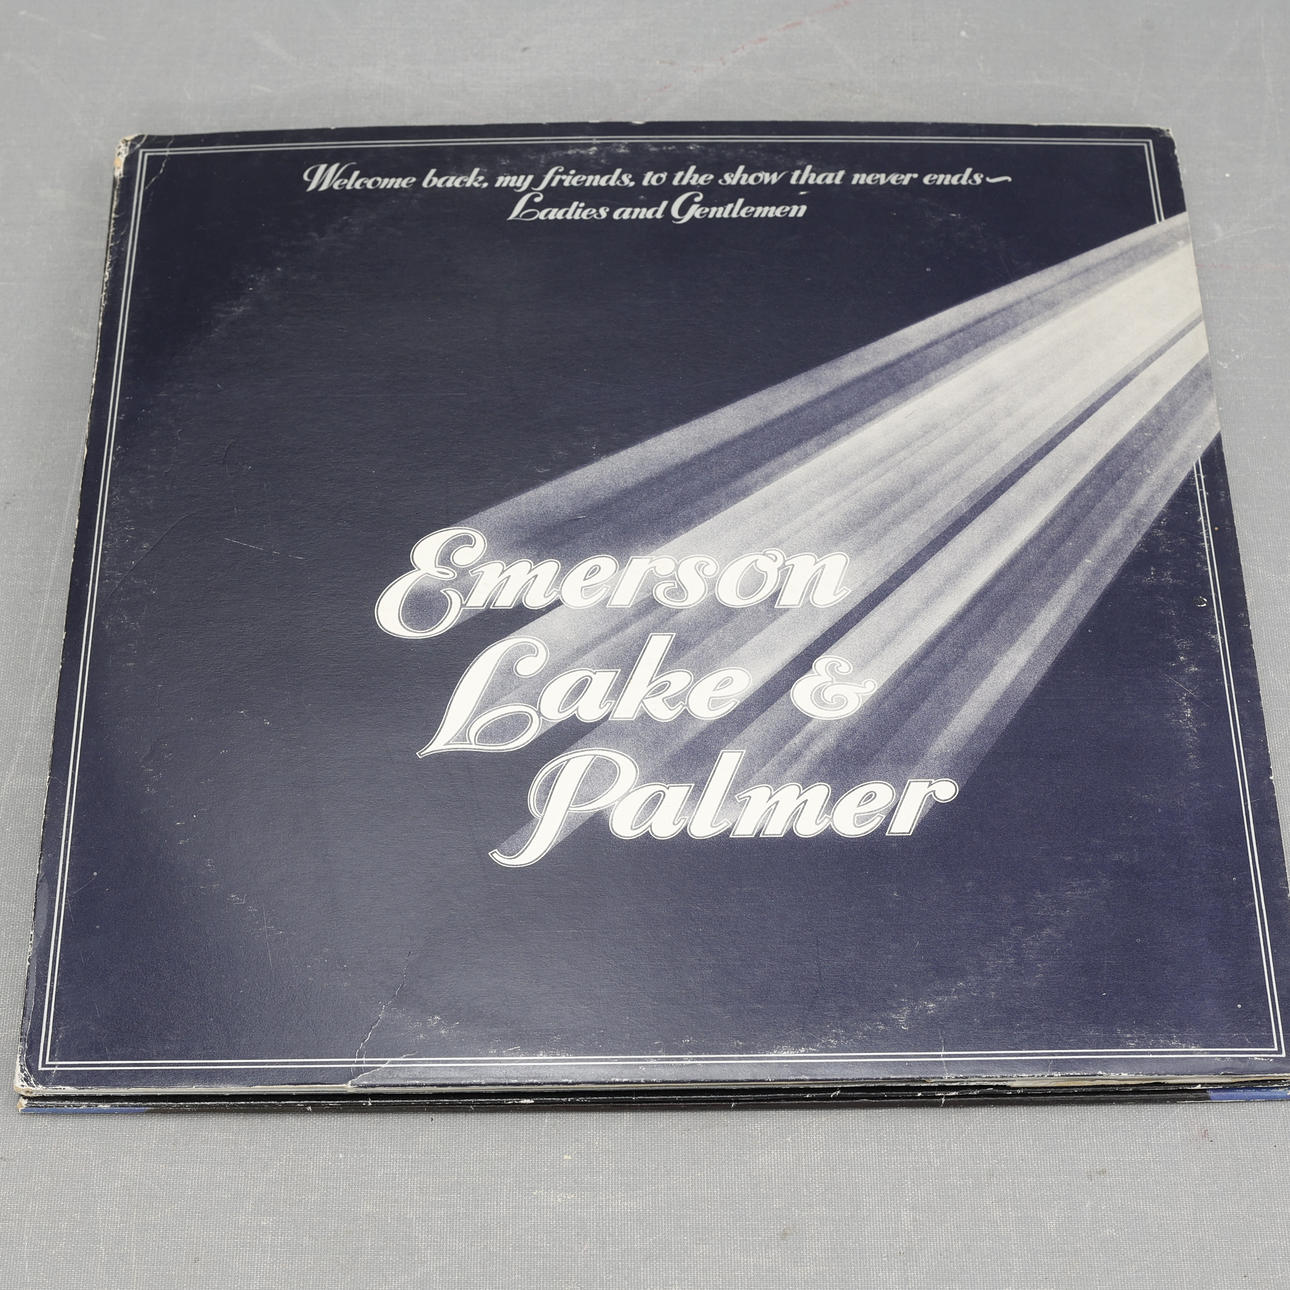 Welcome back, my friends, to the show that never ends~
Ladies and Gentlemen
Emerson
Lake &
Palmer